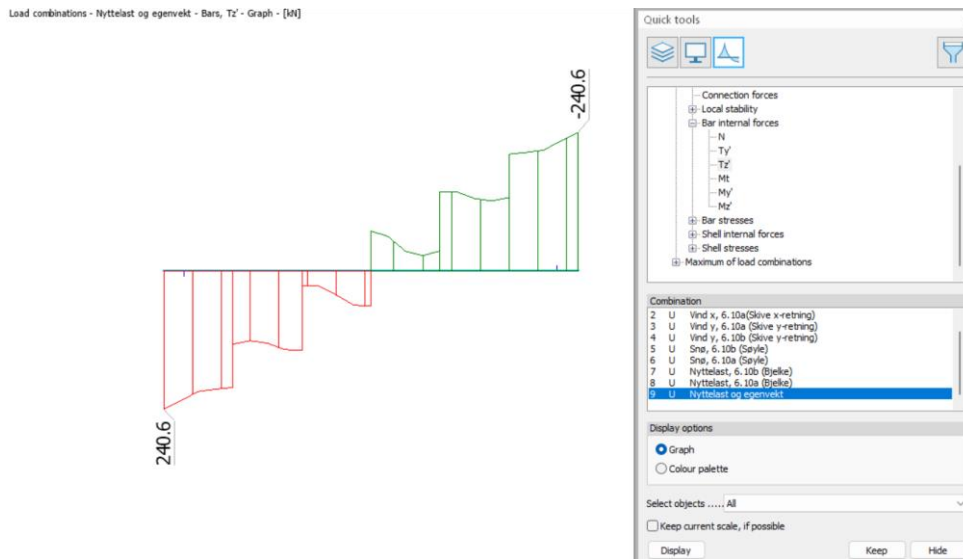 Load combinations - Nyttelast og egenvekt - Bars, Tz' - Graph - [kN]
-240.6
240.6
Quick tools
Connection forces
Local stability
Bar internal forces
N
Ty'
Tz'
Mt
My'
Mz'
Bar stresses
Shell internal forces
Shell stresses
Maximum of load combinations
Combination
2 U Vind x, 6.10a(Skive x-retning)
3 U Vind y, 6.10a (Skive y-retning)
4 U Vind y, 6.10b (Skive y-retning)
5 U Snø, 6.10b (Søyle)
6 U Snø, 6.10a (Søyle)
7 U Nyttelast, 6.10b (Bjelke)
8 U Nyttelast, 6.10a (Bjelke)
9 U Nyttelast og egenvekt
Display options
Graph
Colour palette
Select objects ..... All
Keep current scale, if possible
Display Keep Hide